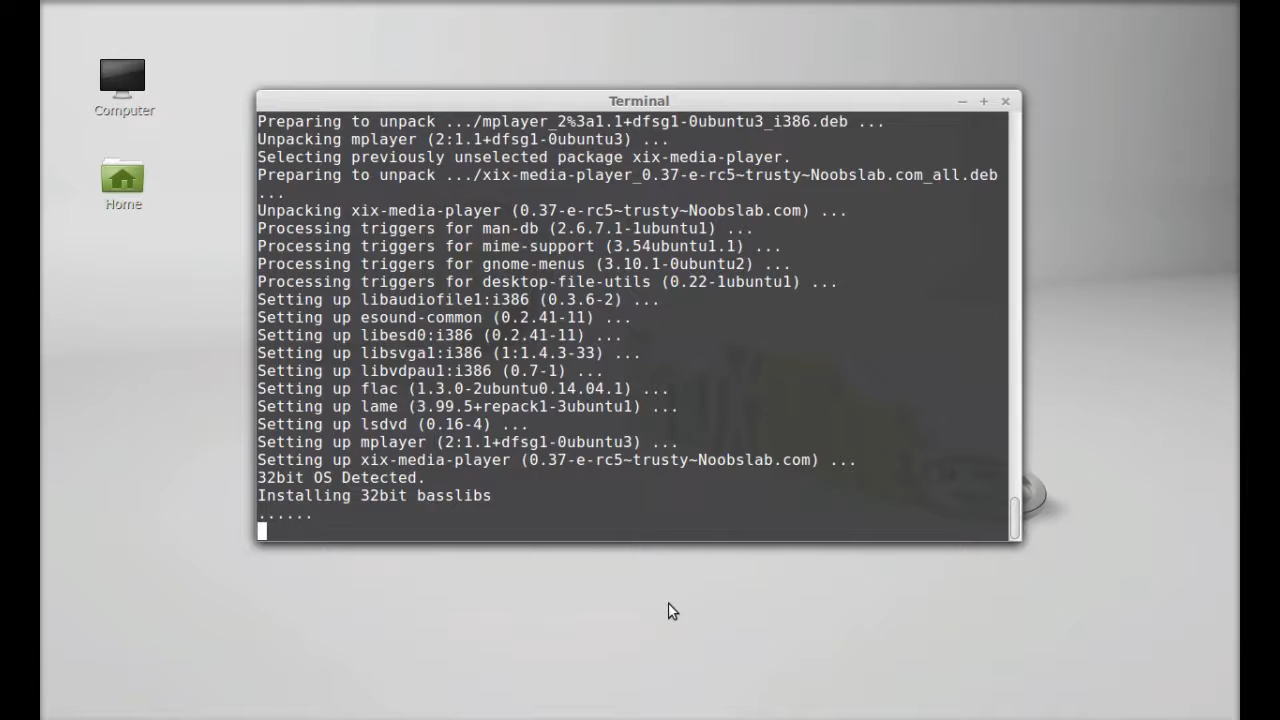 Computer
Home
Terminal
Preparing to unpack .../mplayer_2%3a1.1+dfsg1-0ubuntu3_i386.deb ...
Unpacking mplayer (2:1.1+dfsg1-0ubuntu3) ...
Selecting previously unselected package xix-media-player.
Preparing to unpack .../xix-media-player_0.37-e-rc5~trusty~Noobslab.com_all.deb
...
Unpacking xix-media-player (0.37-e-rc5~trusty~Noobslab.com) ...
Processing triggers for man-db (2.6.7.1-1ubuntu1) ...
Processing triggers for mime-support (3.54ubuntu1.1) ...
Processing triggers for gnome-menus (3.10.1-0ubuntu2) ...
Processing triggers for desktop-file-utils (0.22-1ubuntu1) ...
Setting up libaudiofile1:i386 (0.3.6-2) ...
Setting up esound-common (0.2.41-11) ...
Setting up libesd0:i386 (0.2.41-11) ...
Setting up libsvga1:i386 (1:1.4.3-33) ...
Setting up libvdpau1:i386 (0.7-1) ...
Setting up flac (1.3.0-2ubuntu0.14.04.1) ...
Setting up lame (3.99.5+repack1-3ubuntu1) ...
Setting up lsdvd (0.16-4) ...
Setting up mplayer (2:1.1+dfsg1-0ubuntu3) ...
Setting up xix-media-player (0.37-e-rc5~trusty~Noobslab.com) ...
32bit OS Detected.
Installing 32bit basslibs
......